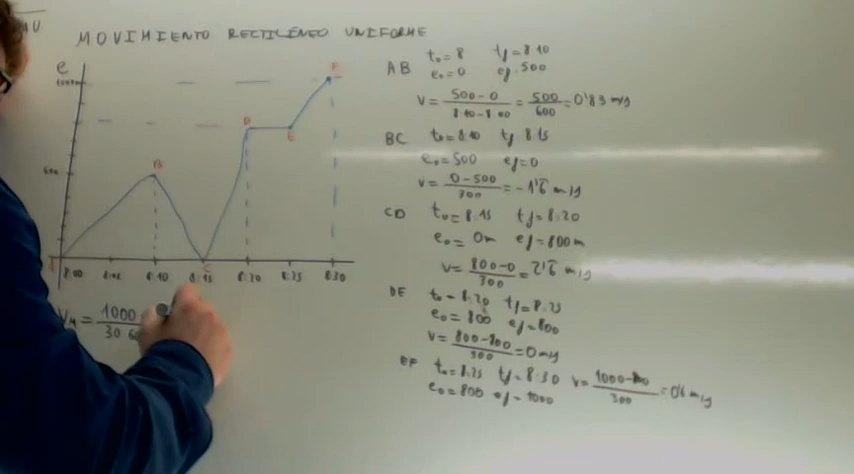 MOVIMIENTO RECTILÍNEO UNIFORME
e
500
A B C D E F
8:00 8:05 8:10 8:15 8:20 8:25 8:30
AB t₀=8 tf=8.10
e₀=0 ef=500
V= 500-0 / 8.10-8.00 = 500 / 600 = 0'83 m/s
BC t₀=8.10 tf 8.15
e₀=500 ef=0
V= 0-500 / 300 = -1'6 m/s
CD t₀=8.15 tf=8.20
e₀= 0m ef=800m
V= 800-0 / 300 = 2'6 m/s
DE t₀=8.20 tf=8.25
e₀=800 ef=800
V= 800-800 / 300 = 0 m/s
EF t₀=8.25 tf=8.30 V= 1000- / 300 = 0'6 m/s
e₀=800 ef=1000
V = 1000 / 30 60